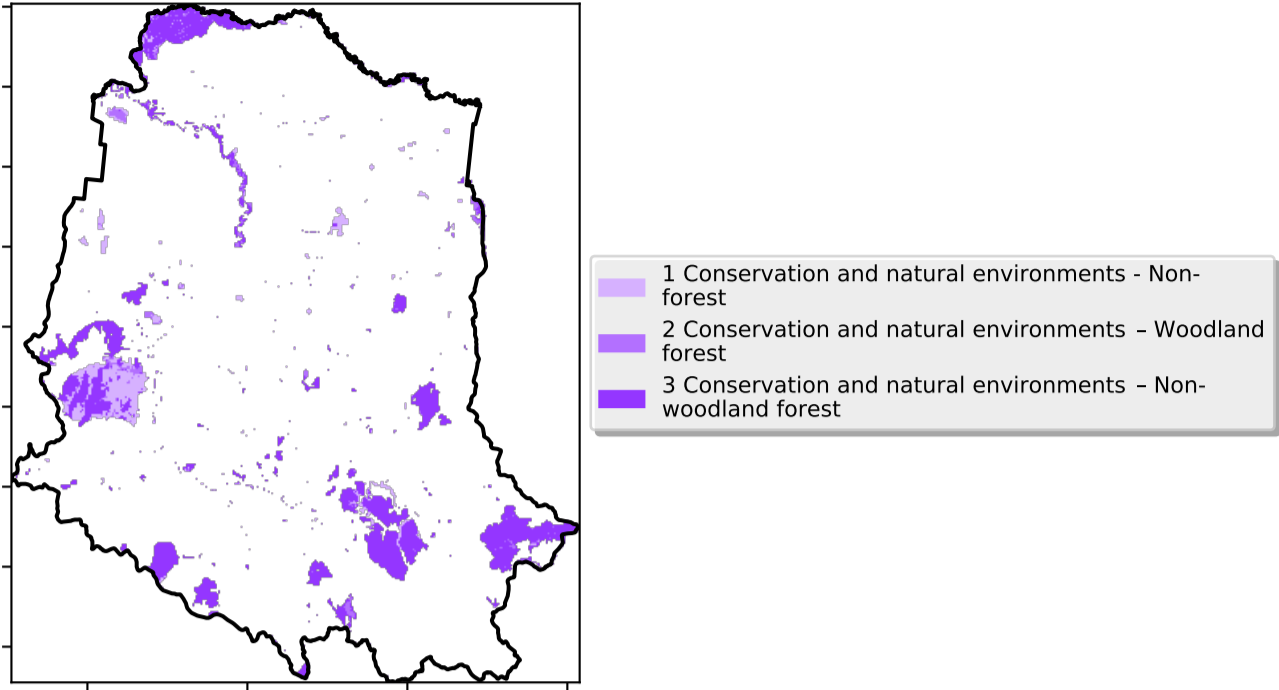 1 Conservation and natural environments - Non-
forest
2 Conservation and natural environments – Woodland
forest
3 Conservation and natural environments – Non-
woodland forest